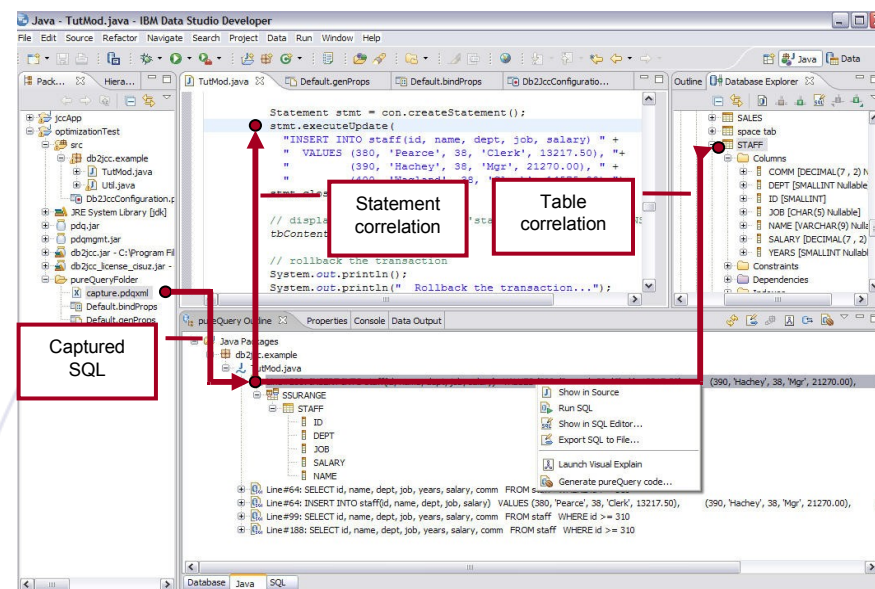 Java - TutMod.java - IBM Data Studio Developer
File Edit Source Refactor Navigate Search Project Data Run Window Help
Java Data
Pack... Hiera...
TutMod.java Default.genProps Default.bindProps Db2JccConfiguratio...
Outline Database Explorer
jccApp
optimizationTest
src
db2jcc.example
TutMod.java
Util.java
Db2JccConfiguration.p
JRE System Library [jdk]
pdq.jar
pdqmgmt.jar
db2jcc.jar - C:\Program Fil
db2jcc_license_cisuz.jar -
pureQueryFolder
capture.pdqxml
Default.bindProps
Default.genProps
Statement stmt = con.createStatement();
stmt.executeUpdate(
"INSERT INTO staff(id, name, dept, job, salary) " +
" VALUES (380, 'Pearce', 38, 'Clerk', 13217.50), "+
" (390, 'Hachey', 38, 'Mgr', 21270.00), " +
// display
tbContent
// rollback the transaction
System.out.println();
System.out.println(" Rollback the transaction...");
Statement
correlation
Table
correlation
SALES
space tab
STAFF
Columns
COMM [DECIMAL(7 , 2) N
DEPT [SMALLINT Nullable
ID [SMALLINT]
JOB [CHAR(5) Nullable]
NAME [VARCHAR(9) Nulla
SALARY [DECIMAL(7 , 2)
YEARS [SMALLINT Nullabl
Constraints
Dependencies
Captured
SQL
pureQuery Outline Properties Console Data Output
Java Packages
db2jcc.example
TutMod.java
(390, 'Hachey', 38, 'Mgr', 21270.00),
SSURANGE
STAFF
ID
DEPT
JOB
SALARY
NAME
Show in Source
Run SQL
Show in SQL Editor...
Export SQL to File...
Launch Visual Explain
Generate pureQuery code...
Line#64: SELECT id, name, dept, job, years, salary, comm FROM
Line#64: INSERT INTO staff(id, name, dept, job, salary) VALUES (380, 'Pearce', 38, 'Clerk', 13217.50), (390, 'Hachey', 38, 'Mgr', 21270.00),
Line#99: SELECT id, name, dept, job, years, salary, comm FROM staff WHERE id >= 310
Line#188: SELECT id, name, dept, job, years, salary, comm FROM staff WHERE id >= 310
Database Java SQL